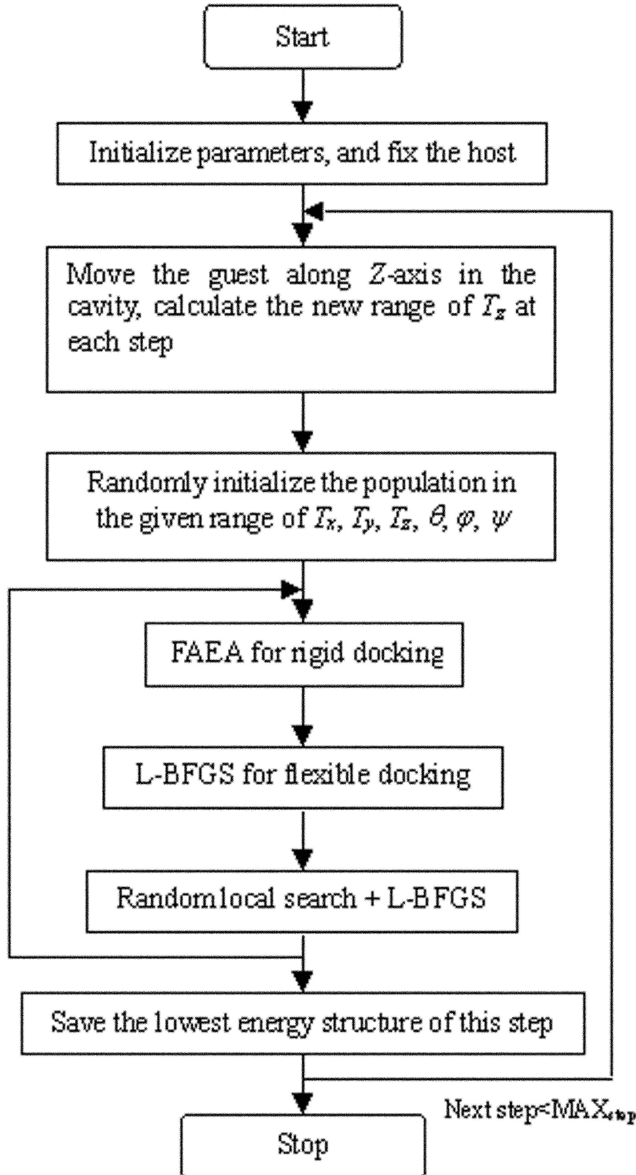 Start
Initialize parameters, and fix the host
Move the guest along Z-axis in the
cavity, calculate the new range of Tz at
each step
Randomly initialize the population in
the given range of Tx, Ty, Tz, θ, φ, ψ
FAEA for rigid docking
L-BFGS for flexible docking
Random local search + L-BFGS
Save the lowest energy structure of this step
Next step<MAXstep
Stop